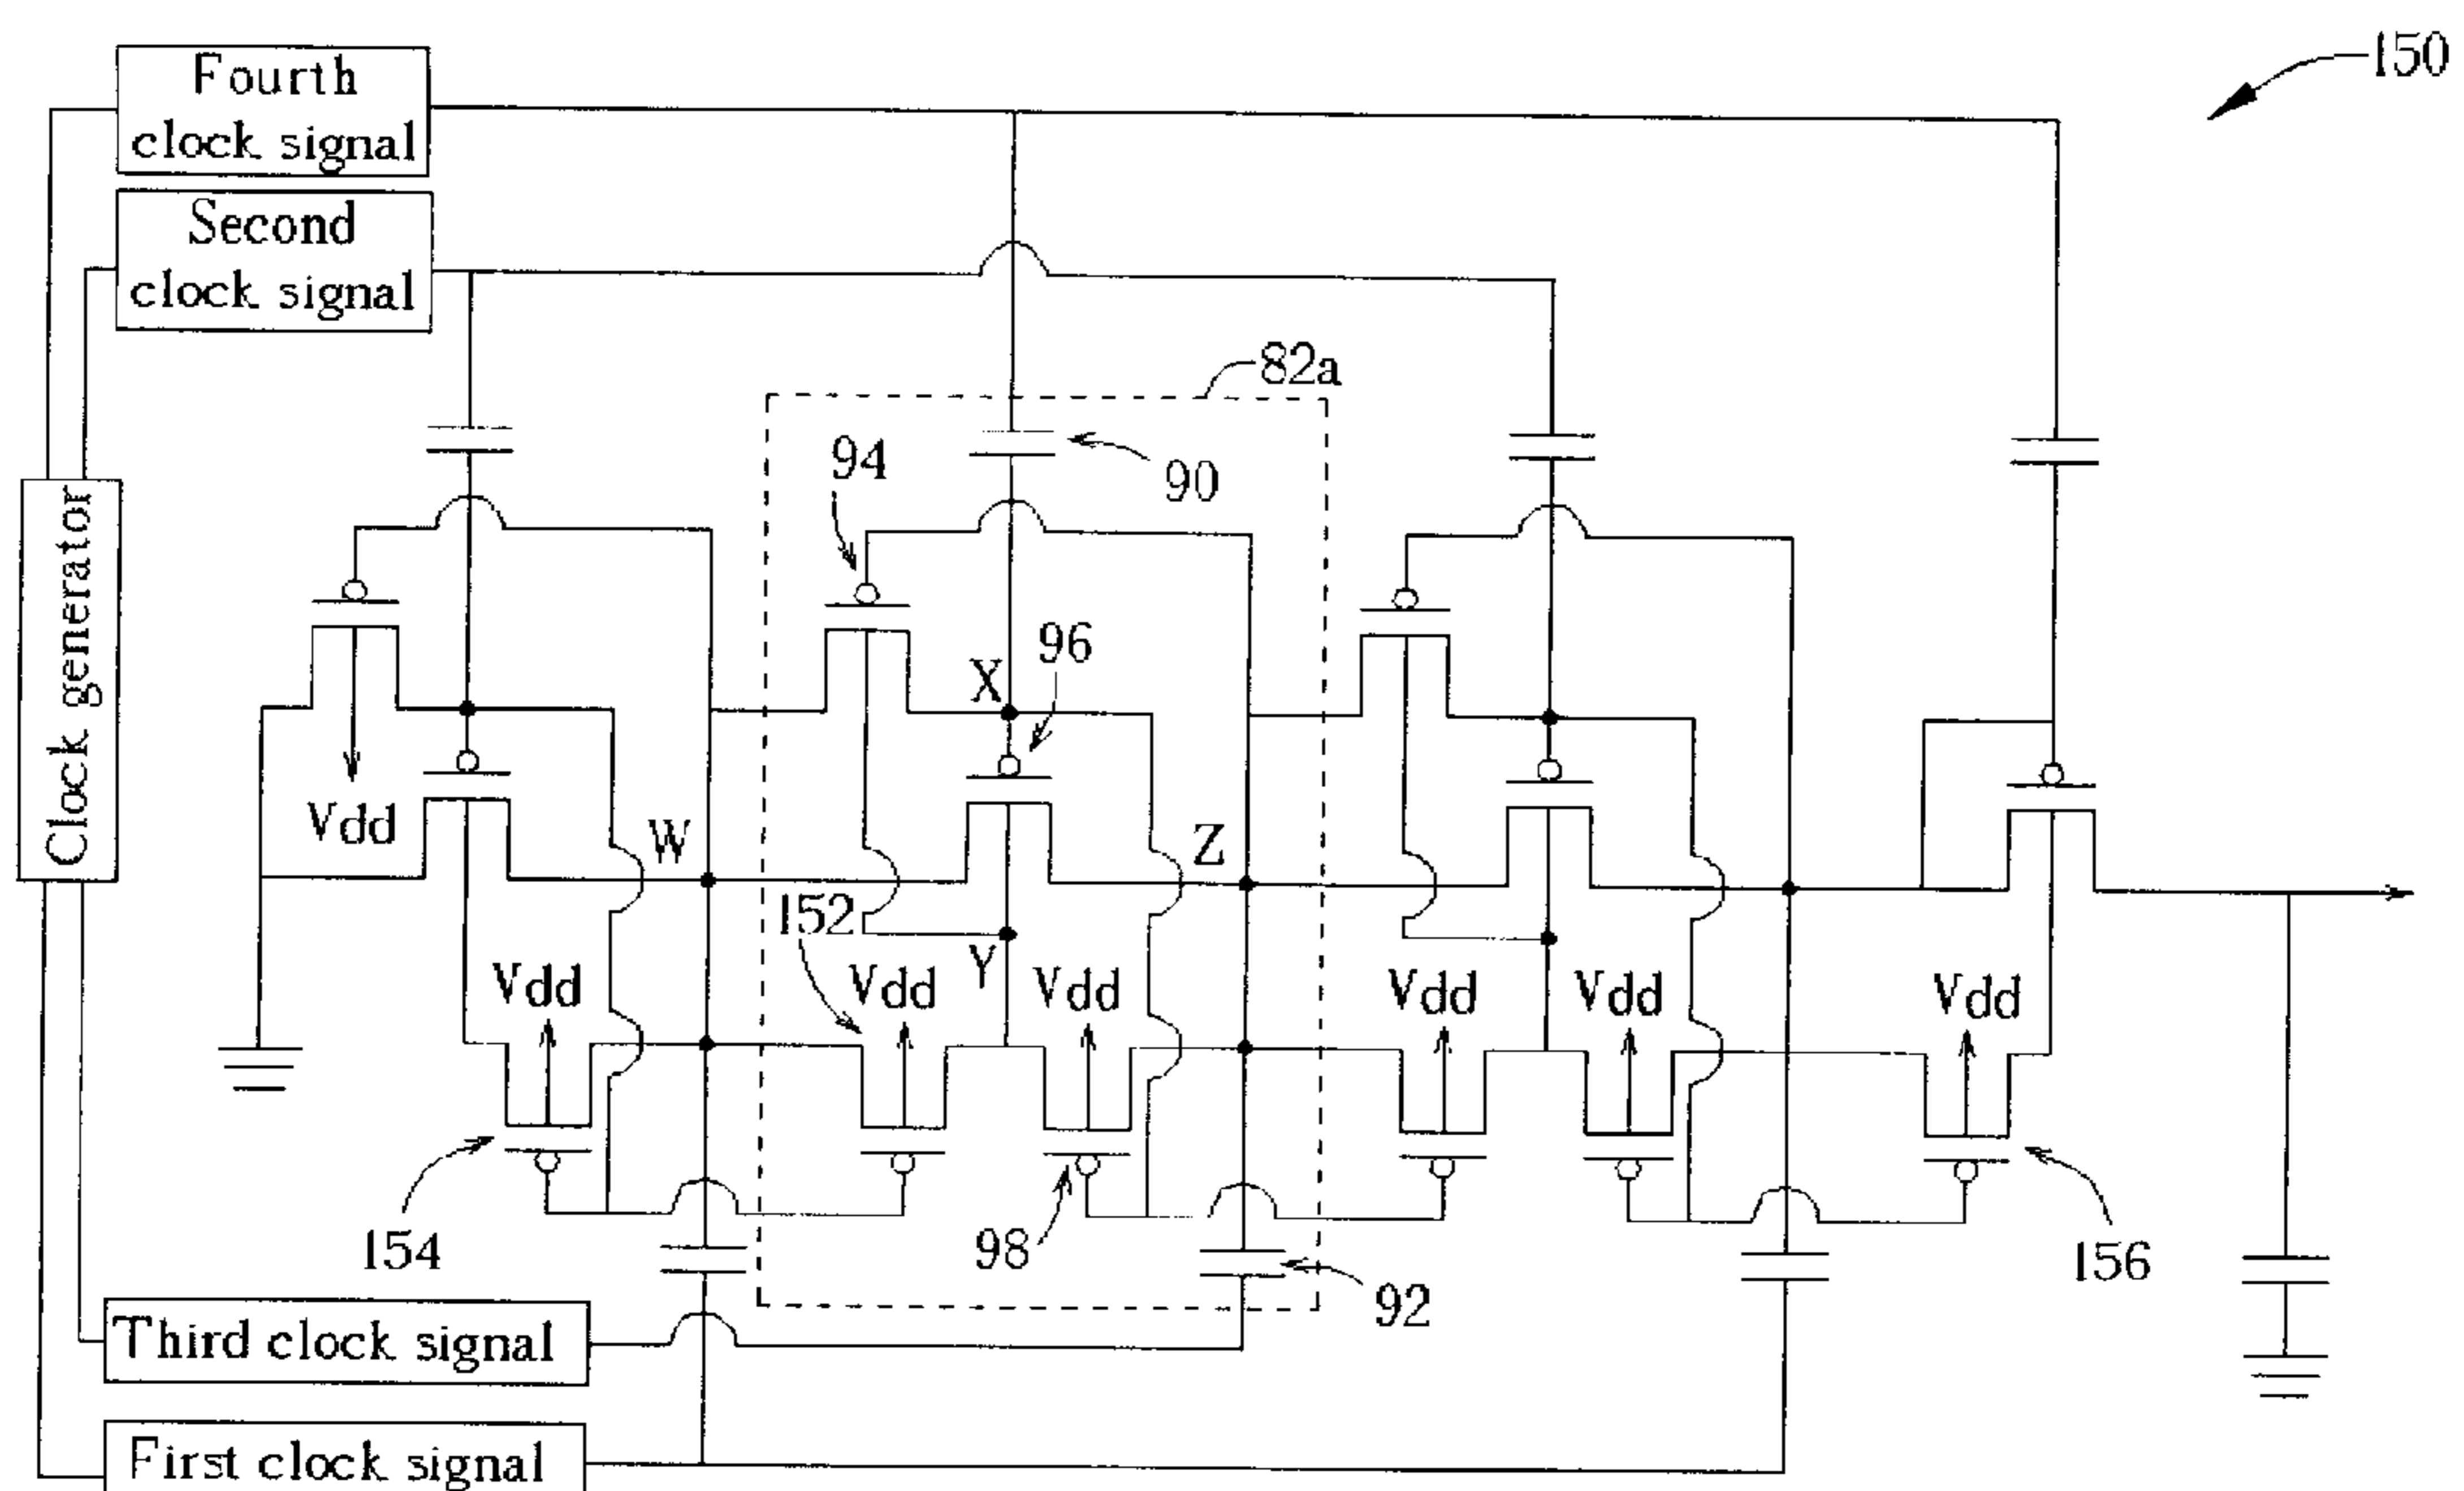 Fourth
clock signal
150
Second
clock signal
82a
94
90
Clock generator
96
X
Vdd
W
Z
152
Y
Vdd
Vdd
Vdd
Vdd
Vdd
Vdd
154
98
92
156
Third clock signal
First clock signal